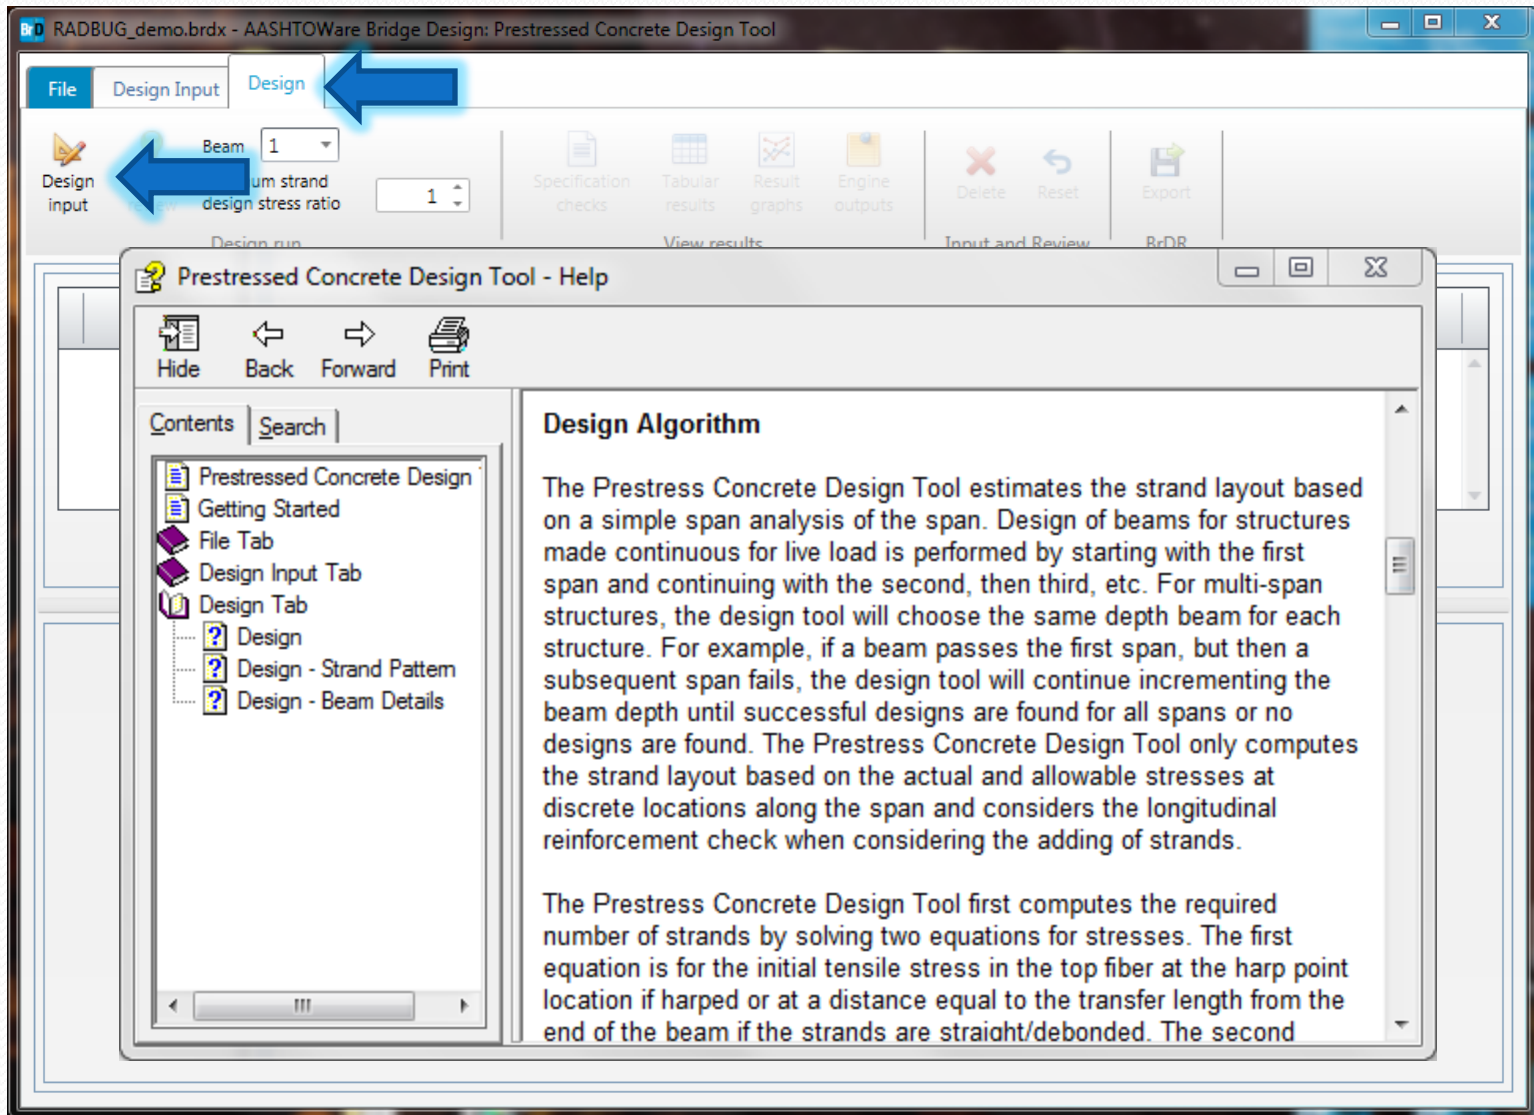 BrD RADBUG_demo.brdx - AASHTOWare Bridge Design: Prestressed Concrete Design Tool
File Design Input Design
Beam 1
Design
input
um strand
design stress ratio
1
Specification
checks
Tabular
results
Result
graphs
Engine
outputs
Delete
Reset
Export
Design run
View results
Input and Review
BrDR
Prestressed Concrete Design Tool - Help
Hide Back Forward Print
Contents Search
Prestressed Concrete Design
Getting Started
File Tab
Design Input Tab
Design Tab
Design
Design - Strand Pattern
Design - Beam Details
Design Algorithm
The Prestress Concrete Design Tool estimates the strand layout based
on a simple span analysis of the span. Design of beams for structures
made continuous for live load is performed by starting with the first
span and continuing with the second, then third, etc. For multi-span
structures, the design tool will choose the same depth beam for each
structure. For example, if a beam passes the first span, but then a
subsequent span fails, the design tool will continue incrementing the
beam depth until successful designs are found for all spans or no
designs are found. The Prestress Concrete Design Tool only computes
the strand layout based on the actual and allowable stresses at
discrete locations along the span and considers the longitudinal
reinforcement check when considering the adding of strands.
The Prestress Concrete Design Tool first computes the required
number of strands by solving two equations for stresses. The first
equation is for the initial tensile stress in the top fiber at the harp point
location if harped or at a distance equal to the transfer length from the
end of the beam if the strands are straight/debonded. The second